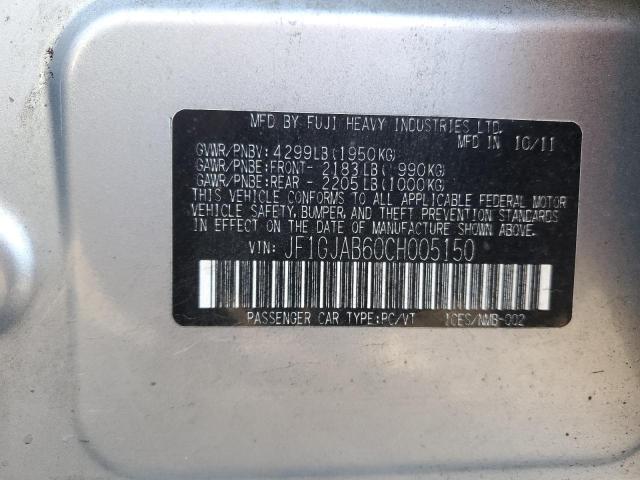 MFD BY FUJI HEAVY INDUSTRIES LTD.
MFD IN 10/11
GVWR/PNBV: 4299LB (1950KG)
GAWR/PNBE: FRONT- 2183LB ( 990KG)
GAWR/PNBE: REAR - 2205LB (1000KG)
THIS VEHICLE CONFORMS TO ALL APPLICABLE FEDERAL MOTOR
VEHICLE SAFETY, BUMPER, AND THEFT PREVENTION STANDARDS
IN EFFECT ON THE DATE OF MANUFACTURE SHOWN ABOVE.
VIN: JF1GJAB60CH005150
PASSENGER CAR TYPE:PC/VT ICES/NMB-002